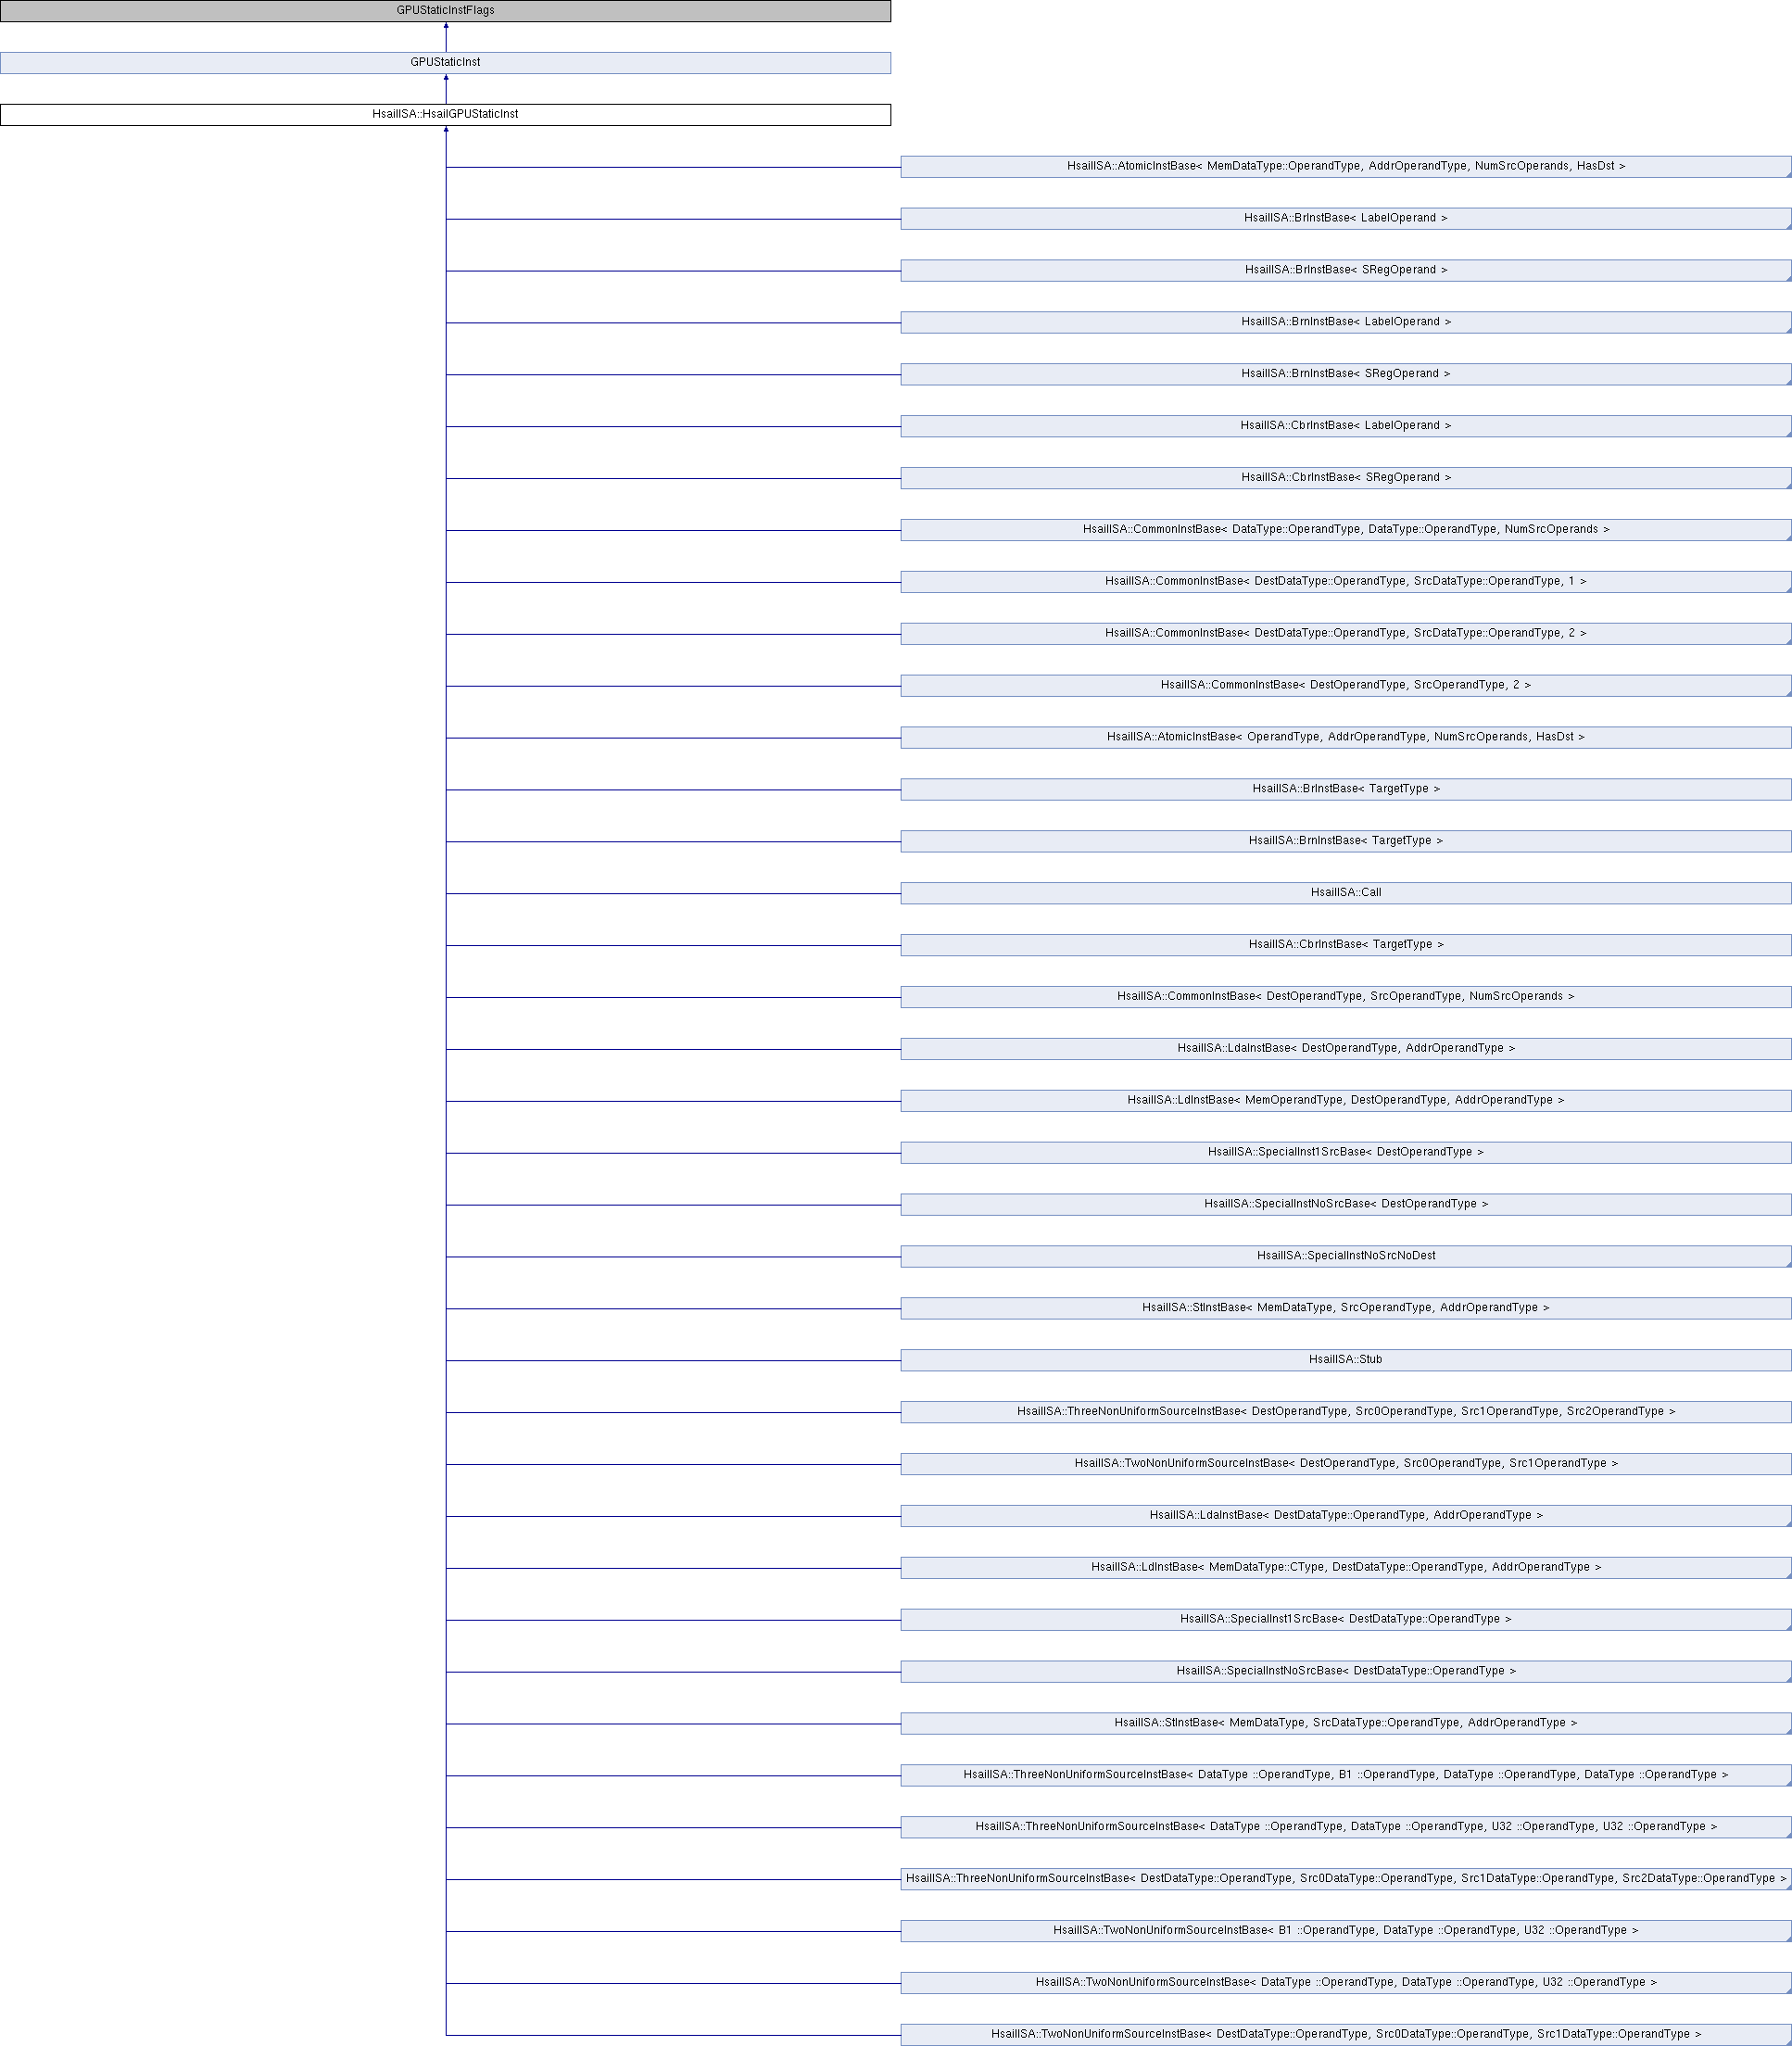 GPUStaticInstFlags
GPUStaticInst
HsailISA::HsailGPUStaticInst
HsailISA::AtomicInstBase< MemDataType::OperandType, AddrOperandType, NumSrcOperands, HasDst >
HsailISA::BrInstBase< LabelOperand >
HsailISA::BrInstBase< SRegOperand >
HsailISA::BrnInstBase< LabelOperand >
HsailISA::BrnInstBase< SRegOperand >
HsailISA::CbrInstBase< LabelOperand >
HsailISA::CbrInstBase< SRegOperand >
HsailISA::CommonInstBase< DataType::OperandType, DataType::OperandType, NumSrcOperands >
HsailISA::CommonInstBase< DestDataType::OperandType, SrcDataType::OperandType, 1 >
HsailISA::CommonInstBase< DestDataType::OperandType, SrcDataType::OperandType, 2 >
HsailISA::CommonInstBase< DestOperandType, SrcOperandType, 2 >
HsailISA::AtomicInstBase< OperandType, AddrOperandType, NumSrcOperands, HasDst >
HsailISA::BrInstBase< TargetType >
HsailISA::BrnInstBase< TargetType >
HsailISA::Call
HsailISA::CbrInstBase< TargetType >
HsailISA::CommonInstBase< DestOperandType, SrcOperandType, NumSrcOperands >
HsailISA::LdaInstBase< DestOperandType, AddrOperandType >
HsailISA::LdInstBase< MemOperandType, DestOperandType, AddrOperandType >
HsailISA::SpecialInst1SrcBase< DestOperandType >
HsailISA::SpecialInstNoSrcBase< DestOperandType >
HsailISA::SpecialInstNoSrcNoDest
HsailISA::StInstBase< MemDataType, SrcOperandType, AddrOperandType >
HsailISA::Stub
HsailISA::ThreeNonUniformSourceInstBase< DestOperandType, Src0OperandType, Src1OperandType, Src2OperandType >
HsailISA::TwoNonUniformSourceInstBase< DestOperandType, Src0OperandType, Src1OperandType >
HsailISA::LdaInstBase< DestDataType::OperandType, AddrOperandType >
HsailISA::LdInstBase< MemDataType::CType, DestDataType::OperandType, AddrOperandType >
HsailISA::SpecialInst1SrcBase< DestDataType::OperandType >
HsailISA::SpecialInstNoSrcBase< DestDataType::OperandType >
HsailISA::StInstBase< MemDataType, SrcDataType::OperandType, AddrOperandType >
HsailISA::ThreeNonUniformSourceInstBase< DataType ::OperandType, B1 ::OperandType, DataType ::OperandType, DataType ::OperandType >
HsailISA::ThreeNonUniformSourceInstBase< DataType ::OperandType, DataType ::OperandType, U32 ::OperandType, U32 ::OperandType >
HsailISA::ThreeNonUniformSourceInstBase< DestDataType::OperandType, Src0DataType::OperandType, Src1DataType::OperandType, Src2DataType::OperandType >
HsailISA::TwoNonUniformSourceInstBase< B1 ::OperandType, DataType ::OperandType, U32 ::OperandType >
HsailISA::TwoNonUniformSourceInstBase< DataType ::OperandType, DataType ::OperandType, U32 ::OperandType >
HsailISA::TwoNonUniformSourceInstBase< DestDataType::OperandType, Src0DataType::OperandType, Src1DataType::OperandType >